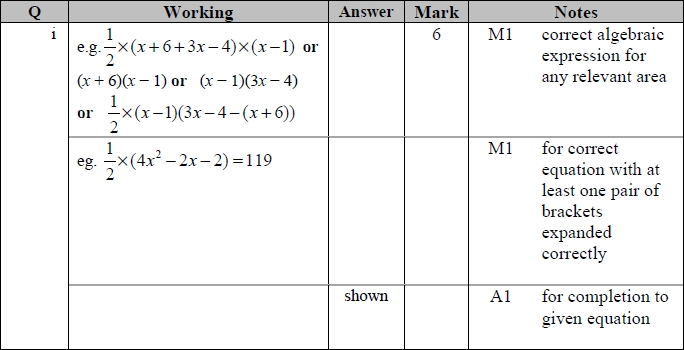 Q Working Answer Mark Notes
i e.g. 1/2×(x+6+3x−4)×(x−1) or 6 M1 correct algebraic
expression for
(x + 6)(x − 1) or (x − 1)(3x − 4) any relevant area
or 1/2×(x−1)(3x−4−(x+6))
eg. 1/2×(4x² − 2x − 2) = 119 M1 for correct
equation with at
least one pair of
brackets
expanded
correctly
shown A1 for completion to
given equation